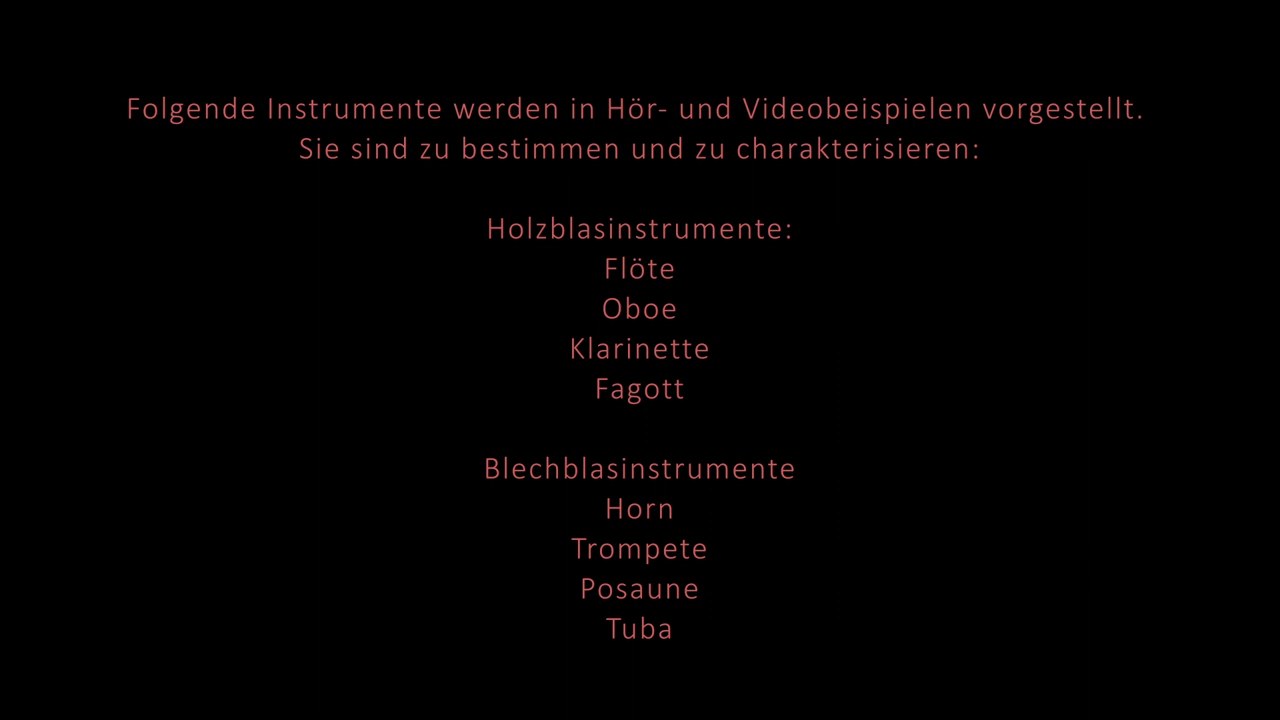 Folgende Instrumente werden in Hör- und Videobeispielen vorgestellt.
Sie sind zu bestimmen und zu charakterisieren:
Holzblasinstrumente:
Flöte
Oboe
Klarinette
Fagott
Blechblasinstrumente
Horn
Trompete
Posaune
Tuba